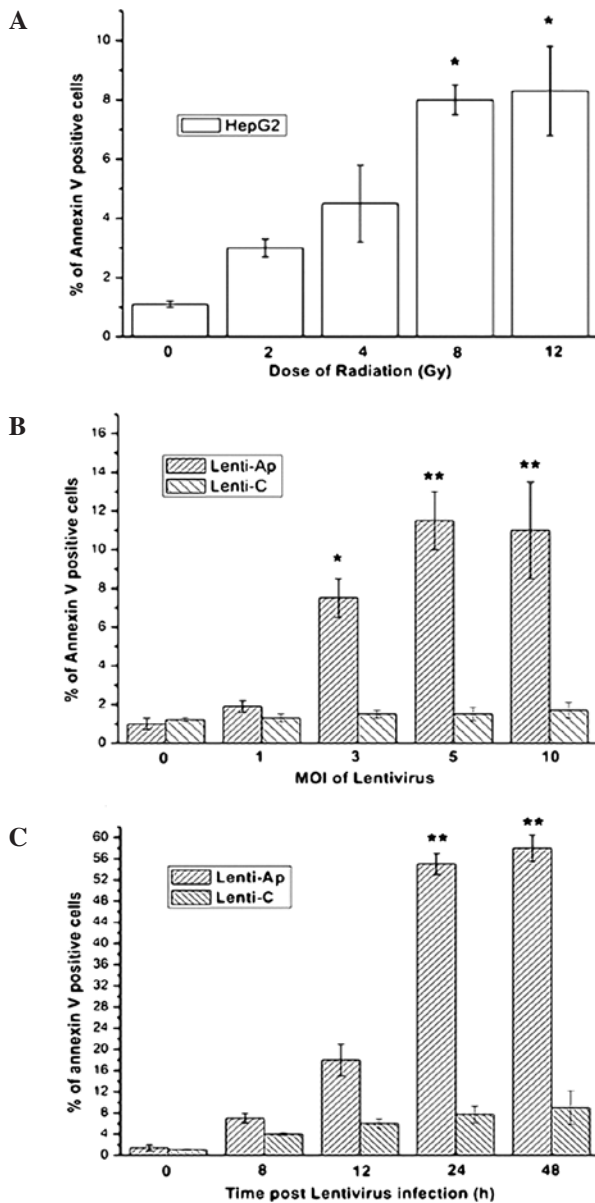 A
10
8
6
4
2
0
% of Annexin V positive cells
HepG2
* *
0 2 4 8 12
Dose of Radiation (Gy)
B
16
14
12
10
8
6
4
2
0
% of Annexin V positive cells
Lenti-Ap
Lenti-C
* ** **
0 1 3 5 10
MOI of Lentivirus
C
60
56
52
48
44
40
36
32
28
24
20
16
12
8
4
0
% of annexin V positive cells
Lenti-Ap
Lenti-C
** **
0 8 12 24 48
Time post Lentivirus infection (h)